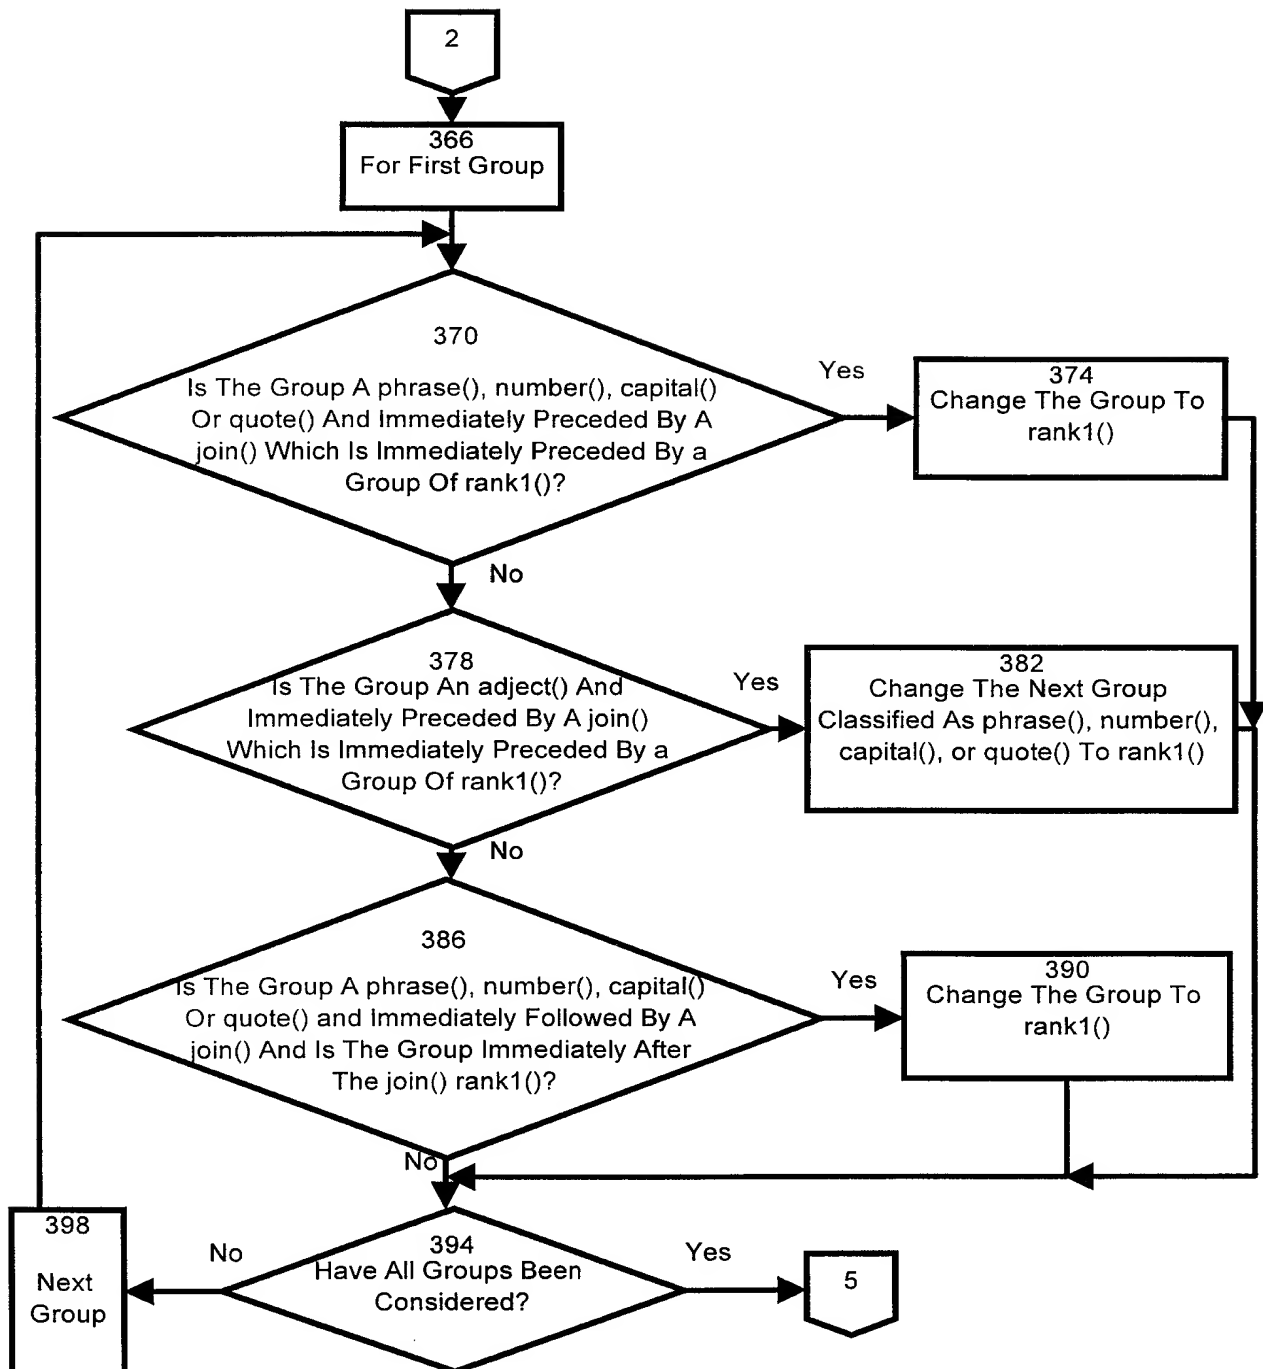 2
366
For First Group
370
Is The Group A phrase(), number(), capital()
Or quote() And Immediately Preceded By A
join() Which Is Immediately Preceded By a
Group Of rank1()?
Yes
374
Change The Group To
rank1()
No
378
Is The Group An adject() And
Immediately Preceded By A join()
Which Is Immediately Preceded By a
Group Of rank1()?
Yes
382
Change The Next Group
Classified As phrase(), number(),
capital(), or quote() To rank1()
No
386
Is The Group A phrase(), number(), capital()
Or quote() and Immediately Followed By A
join() And Is The Group Immediately After
The join() rank1()?
Yes
390
Change The Group To
rank1()
No
394
Have All Groups Been
Considered?
No
398
Next
Group
Yes
5